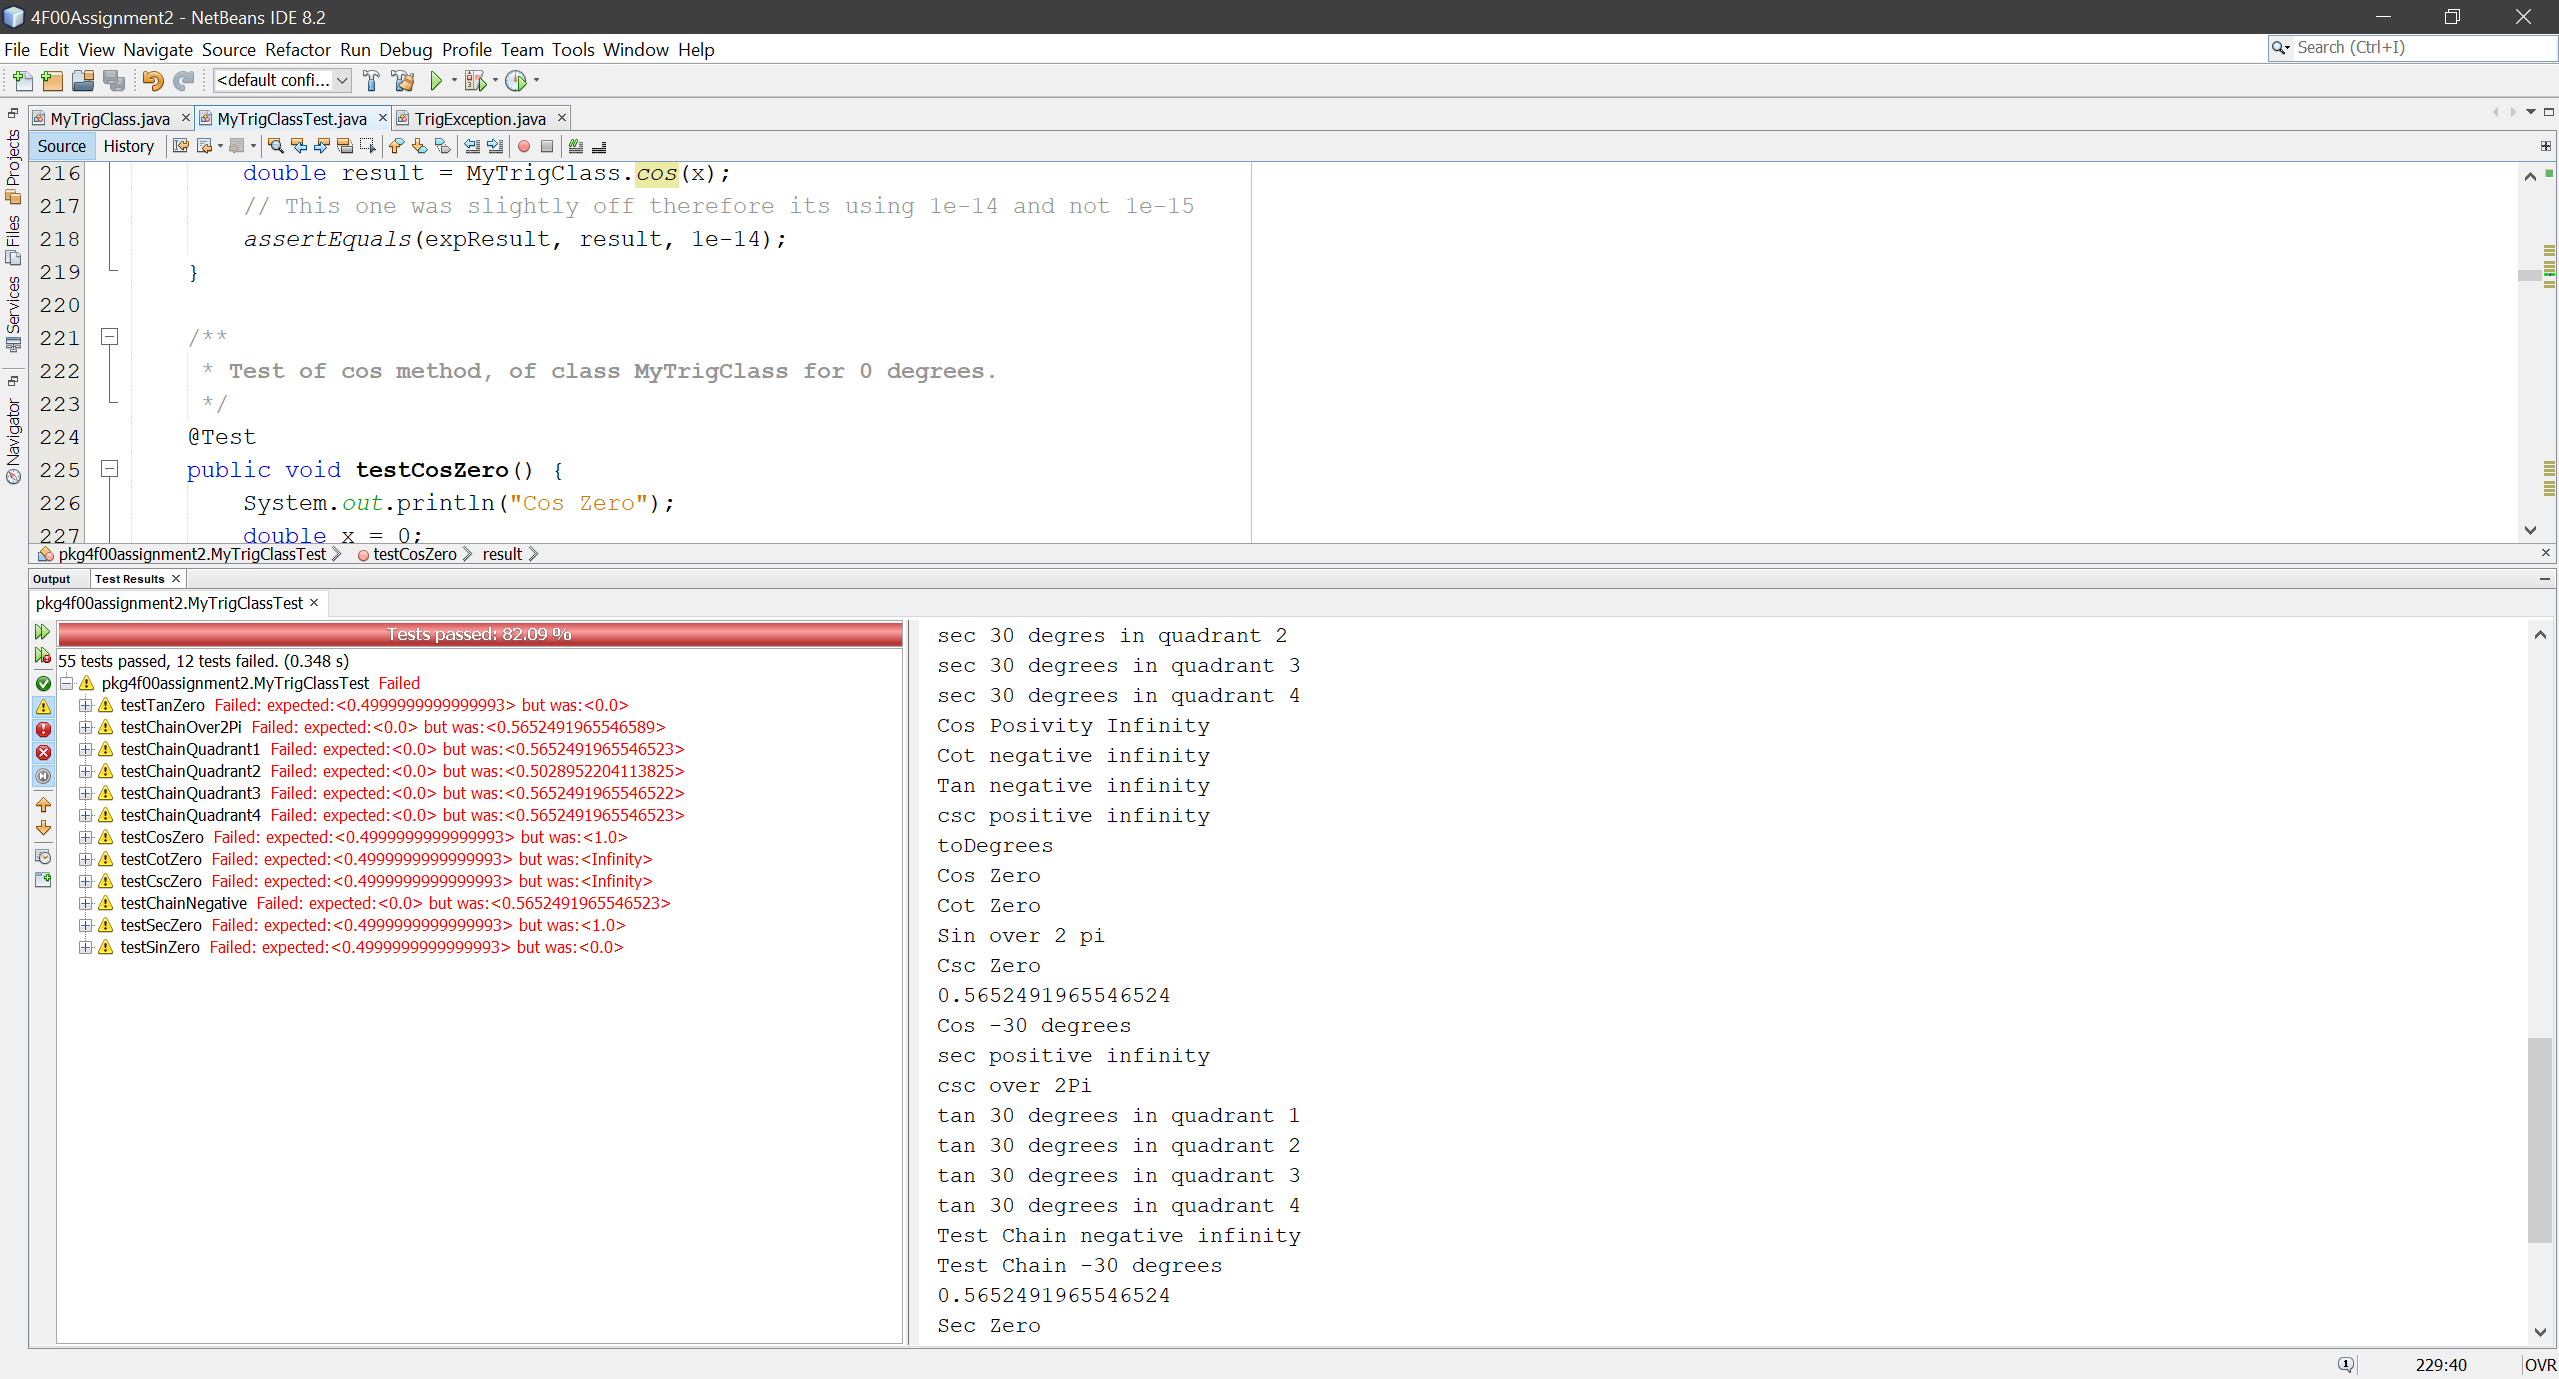 4F00Assignment2 - NetBeans IDE 8.2
File Edit View Navigate Source Refactor Run Debug Profile Team Tools Window Help
Search (Ctrl+I)
<default confi...
MyTrigClass.java
MyTrigClassTest.java
TrigException.java
Source History
Projects
Files
Services
Navigator
216 double result = MyTrigClass.cos(x);
217 // This one was slightly off therefore its using 1e-14 and not 1e-15
218 assertEquals(expResult, result, 1e-14);
219 }
220
221 /**
222 * Test of cos method, of class MyTrigClass for 0 degrees.
223 */
224 @Test
225 public void testCosZero() {
226 System.out.println("Cos Zero");
227 double x = 0;
pkg4f00assignment2.MyTrigClassTest testCosZero result
Output Test Results
pkg4f00assignment2.MyTrigClassTest
Tests passed: 82.09 %
55 tests passed, 12 tests failed. (0.348 s)
pkg4f00assignment2.MyTrigClassTest Failed
testTanZero Failed: expected:<0.4999999999999993> but was:<0.0>
testChainOver2Pi Failed: expected:<0.0> but was:<0.5652491965546589>
testChainQuadrant1 Failed: expected:<0.0> but was:<0.5652491965546523>
testChainQuadrant2 Failed: expected:<0.0> but was:<0.5028952204113825>
testChainQuadrant3 Failed: expected:<0.0> but was:<0.5652491965546522>
testChainQuadrant4 Failed: expected:<0.0> but was:<0.5652491965546523>
testCosZero Failed: expected:<0.4999999999999993> but was:<1.0>
testCotZero Failed: expected:<0.4999999999999993> but was:<Infinity>
testCscZero Failed: expected:<0.4999999999999993> but was:<Infinity>
testChainNegative Failed: expected:<0.0> but was:<0.5652491965546523>
testSecZero Failed: expected:<0.4999999999999993> but was:<1.0>
testSinZero Failed: expected:<0.4999999999999993> but was:<0.0>
sec 30 degres in quadrant 2
sec 30 degrees in quadrant 3
sec 30 degrees in quadrant 4
Cos Posivity Infinity
Cot negative infinity
Tan negative infinity
csc positive infinity
toDegrees
Cos Zero
Cot Zero
Sin over 2 pi
Csc Zero
0.5652491965546524
Cos -30 degrees
sec positive infinity
csc over 2Pi
tan 30 degrees in quadrant 1
tan 30 degrees in quadrant 2
tan 30 degrees in quadrant 3
tan 30 degrees in quadrant 4
Test Chain negative infinity
Test Chain -30 degrees
0.5652491965546524
Sec Zero
1 229:40 OVR